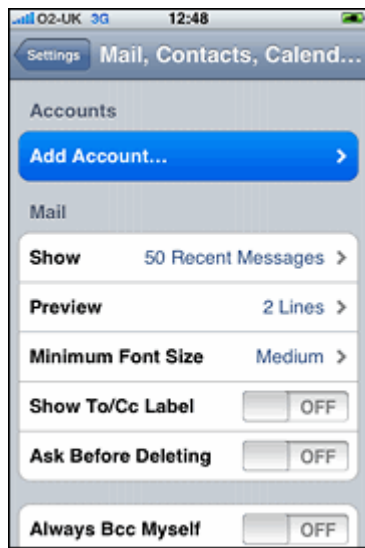 O2-UK 3G 12:48
Settings Mail, Contacts, Calend...
Accounts
Add Account...
Mail
Show 50 Recent Messages
Preview 2 Lines
Minimum Font Size Medium
Show To/Cc Label OFF
Ask Before Deleting OFF
Always Bcc Myself OFF